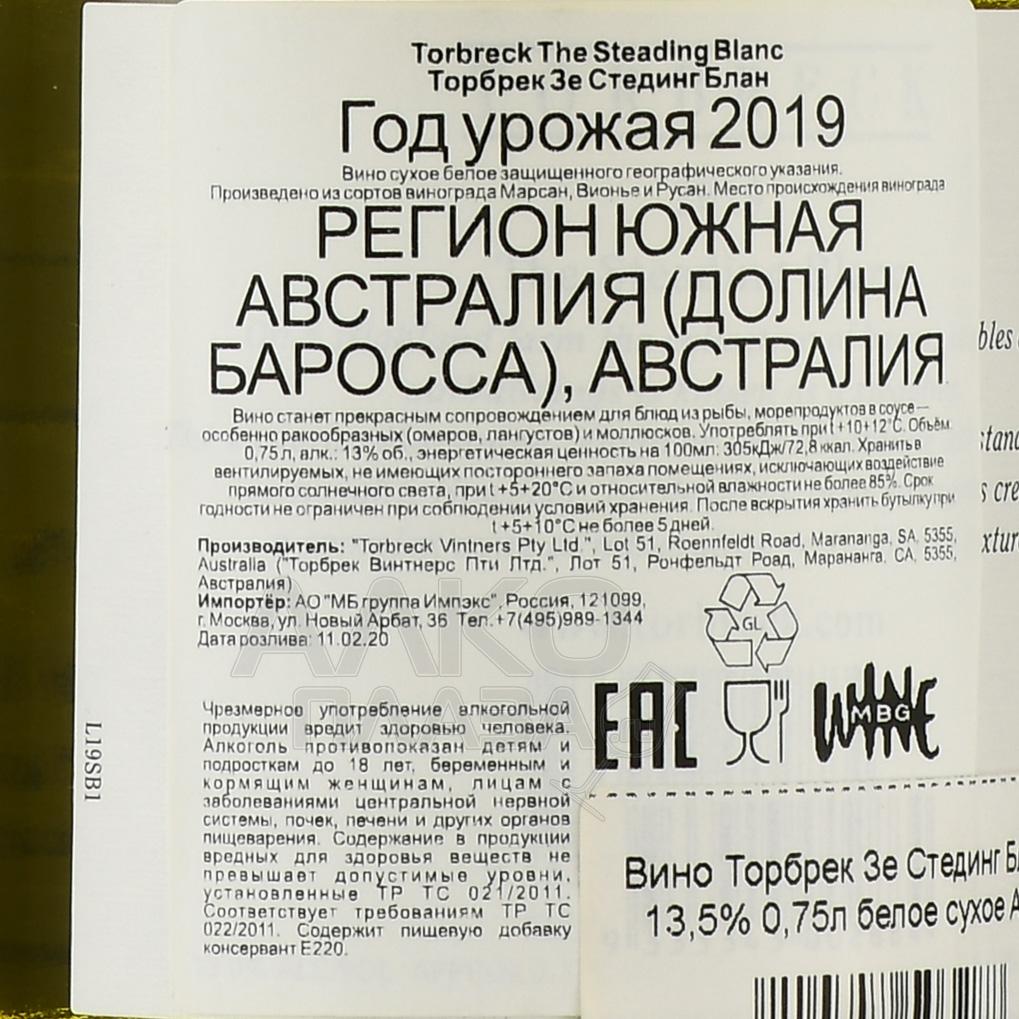 Torbreck The Steading Blanc
Торбрек Зе Стединг Блан
Год урожая 2019
Вино сухое белое защищенного географического указания.
Произведено из сортов винограда Марсан, Вионье и Русан. Место происхождения винограда
РЕГИОН ЮЖНАЯ
АВСТРАЛИЯ (ДОЛИНА
БАРОССА), АВСТРАЛИЯ
Вино станет прекрасным сопровождением для блюд из рыбы, морепродуктов в соусе –
особенно ракообразных (омаров, лангустов) и моллюсков. Употреблять при t +10+12°C. Объём
0,75 л, алк.: 13% об., энергетическая ценность на 100мл: 305кДж/72,8 ккал. Хранить в
вентилируемых, не имеющих постороннего запаха помещениях, исключающих воздействие
прямого солнечного света, при t +5+20°C и относительной влажности не более 85%. Срок
годности не ограничен при соблюдении условий хранения. После вскрытия хранить бутылку при
t +5+10°C не более 5 дней.
Производитель: "Torbreck Vintners Pty Ltd.", Lot 51, Roennfeldt Road, Marananga, SA, 5355,
Australia ("Торбрек Винтнерс Пти Лтд.", Лот 51, Ронфельдт Роад, Марананга, СА, 5355,
Австралия)
Импортёр: АО "МБ группа Импэкс", Россия, 121099,
г. Москва, ул. Новый Арбат, 36 Тел.+7(495)989-1344
Дата розлива: 11.02.20
GL
EAC
WINE
MBG
Чрезмерное употребление алкогольной
продукции вредит здоровью человека.
Алкоголь противопоказан детям и
подросткам до 18 лет, беременным и
кормящим женщинам, лицам с
заболеваниями центральной нервной
системы, почек, печени и других органов
пищеварения. Содержание в продукции
вредных для здоровья веществ не
превышает допустимые уровни,
установленные ТР ТС 021/2011.
Соответствует требованиям ТР ТС
022/2011. Содержит пищевую добавку
консервант Е220.
L19SB1
Вино Торбрек Зе Стединг
13,5% 0,75л белое сухое
АЛКО
ПЛАЗА